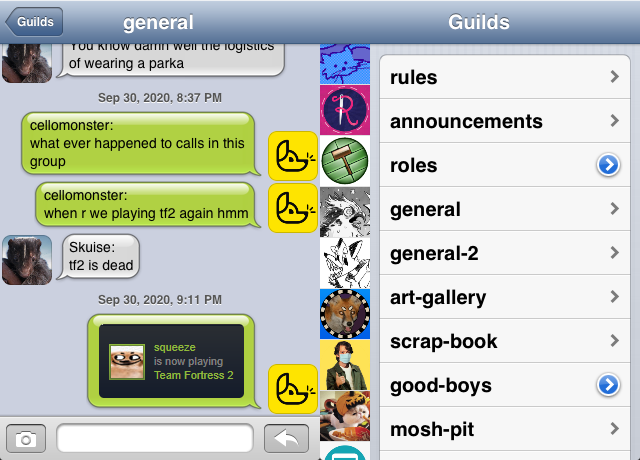 Guilds
general
You know damn well the logistics
of wearing a parka
Sep 30, 2020, 8:37 PM
cellomonster:
what ever happened to calls in this
group
cellomonster:
when r we playing tf2 again hmm
Skuise:
tf2 is dead
Sep 30, 2020, 9:11 PM
squeeze
is now playing
Team Fortress 2
Guilds
R
rules
announcements
roles
general
general-2
art-gallery
scrap-book
good-boys
mosh-pit